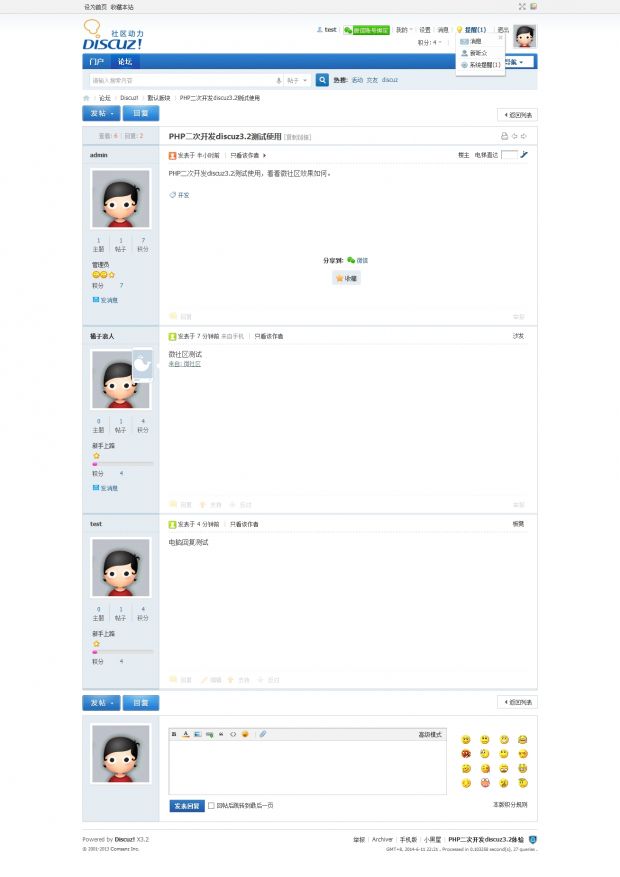 设为首页 收藏本站
社区动力
DISCUZ!
test 微信账号绑定 我的 设置 消息 提醒(1) 退出
积分: 4
消息
新听众
系统提醒(1)
门户 论坛
请输入搜索内容 帖子 热搜: 活动 交友 discuz
论坛 Discuz! 默认版块 PHP二次开发discuz3.2测试使用
发帖 回复 返回列表
查看: 6 回复: 2 PHP二次开发discuz3.2测试使用 [复制链接]
admin 发表于 半小时前 只看该作者 楼主 电梯直达
PHP二次开发discuz3.2测试使用，看看微社区效果如何。
开发
1 1 7
主题 帖子 积分
管理员
积分 7
发消息
分享到: 微信
收藏
回复 举报
橘子浪人 发表于 7 分钟前 来自手机 只看该作者 沙发
微社区测试
来自: 微社区
0 1 4
主题 帖子 积分
新手上路
积分 4
发消息
回复 支持 反对 举报
test 发表于 4 分钟前 只看该作者 板凳
电脑回复测试
0 1 4
主题 帖子 积分
新手上路
积分 4
回复 编辑 支持 反对
发帖 回复 返回列表
B A 高级模式
发表回复 回帖后跳转到最后一页 本版积分规则
Powered by Discuz! X3.2 举报 Archiver 手机版 小黑屋 PHP二次开发discuz3.2体验
© 2001-2013 Comsenz Inc. GMT+8, 2014-6-11 22:21 , Processed in 0.103258 second(s), 27 queries .